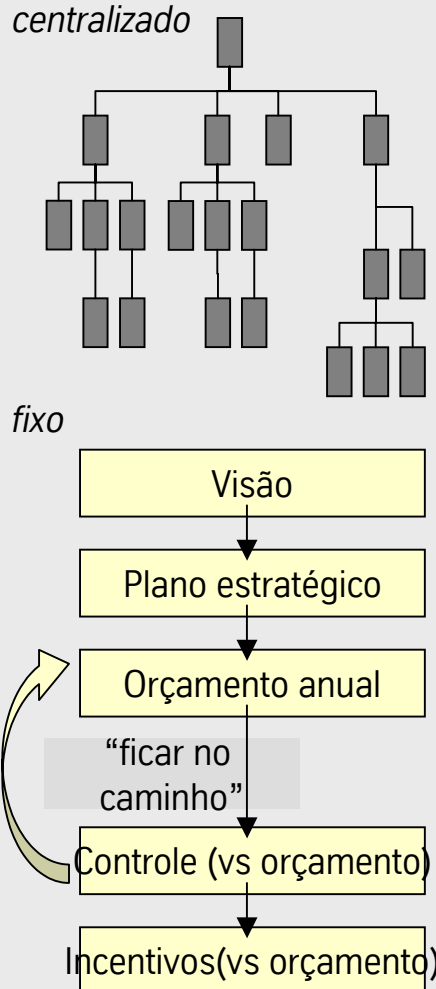 centralizado
fixo
Visão
Plano estratégico
Orçamento anual
“ficar no
caminho”
Controle (vs orçamento)
Incentivos(vs orçamento)